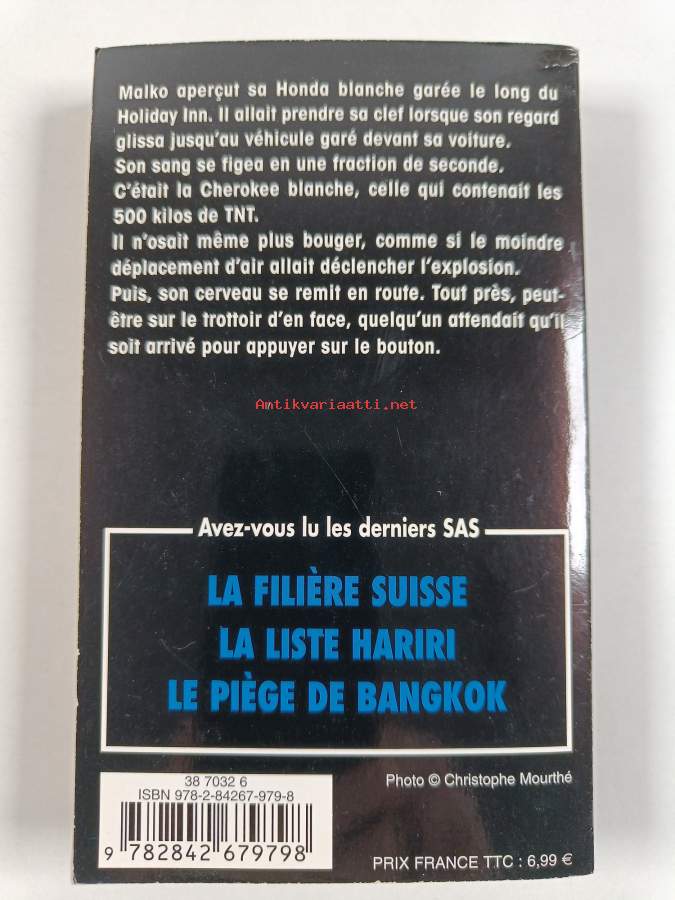 Malko aperçut sa Honda blanche garée le long du
Holiday Inn. Il allait prendre sa clef lorsque son regard
glissa jusqu'au véhicule garé devant sa voiture.
Son sang se figea en une fraction de seconde.
C'était la Cherokee blanche, celle qui contenait les
500 kilos de TNT.
Il n'osait même plus bouger, comme si le moindre
déplacement d'air allait déclencher l'explosion.
Puis, son cerveau se remit en route. Tout près, peut-
être sur le trottoir d'en face, quelqu'un attendait qu'il
soit arrivé pour appuyer sur le bouton.
Antikvariaatti.net
Avez-vous lu les derniers SAS
LA FILIÈRE SUISSE
LA LISTE HARIRI
LE PIÈGE DE BANGKOK
38 7032 6
ISBN 978-2-84267-979-8
9 782842 679798
Photo © Christophe Mourthé
PRIX FRANCE TTC : 6,99 €